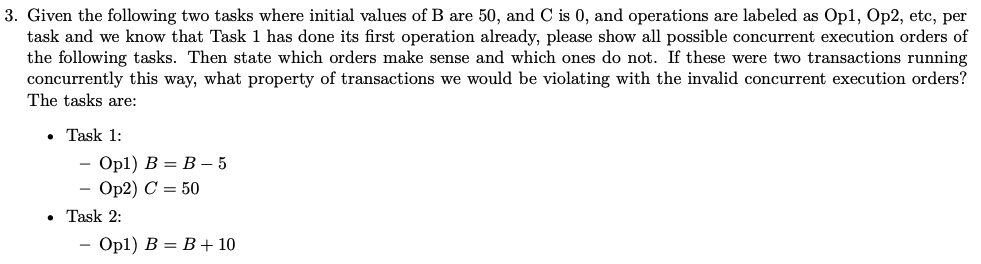 3. Given the following two tasks where initial values of B are 50, and C is 0, and operations are labeled as Op1, Op2, etc, per
task and we know that Task 1 has done its first operation already, please show all possible concurrent execution orders of
the following tasks. Then state which orders make sense and which ones do not. If these were two transactions running
concurrently this way, what property of transactions we would be violating with the invalid concurrent execution orders?
The tasks are:
• Task 1:
– Op1) B = B − 5
– Op2) C = 50
• Task 2:
– Op1) B = B + 10